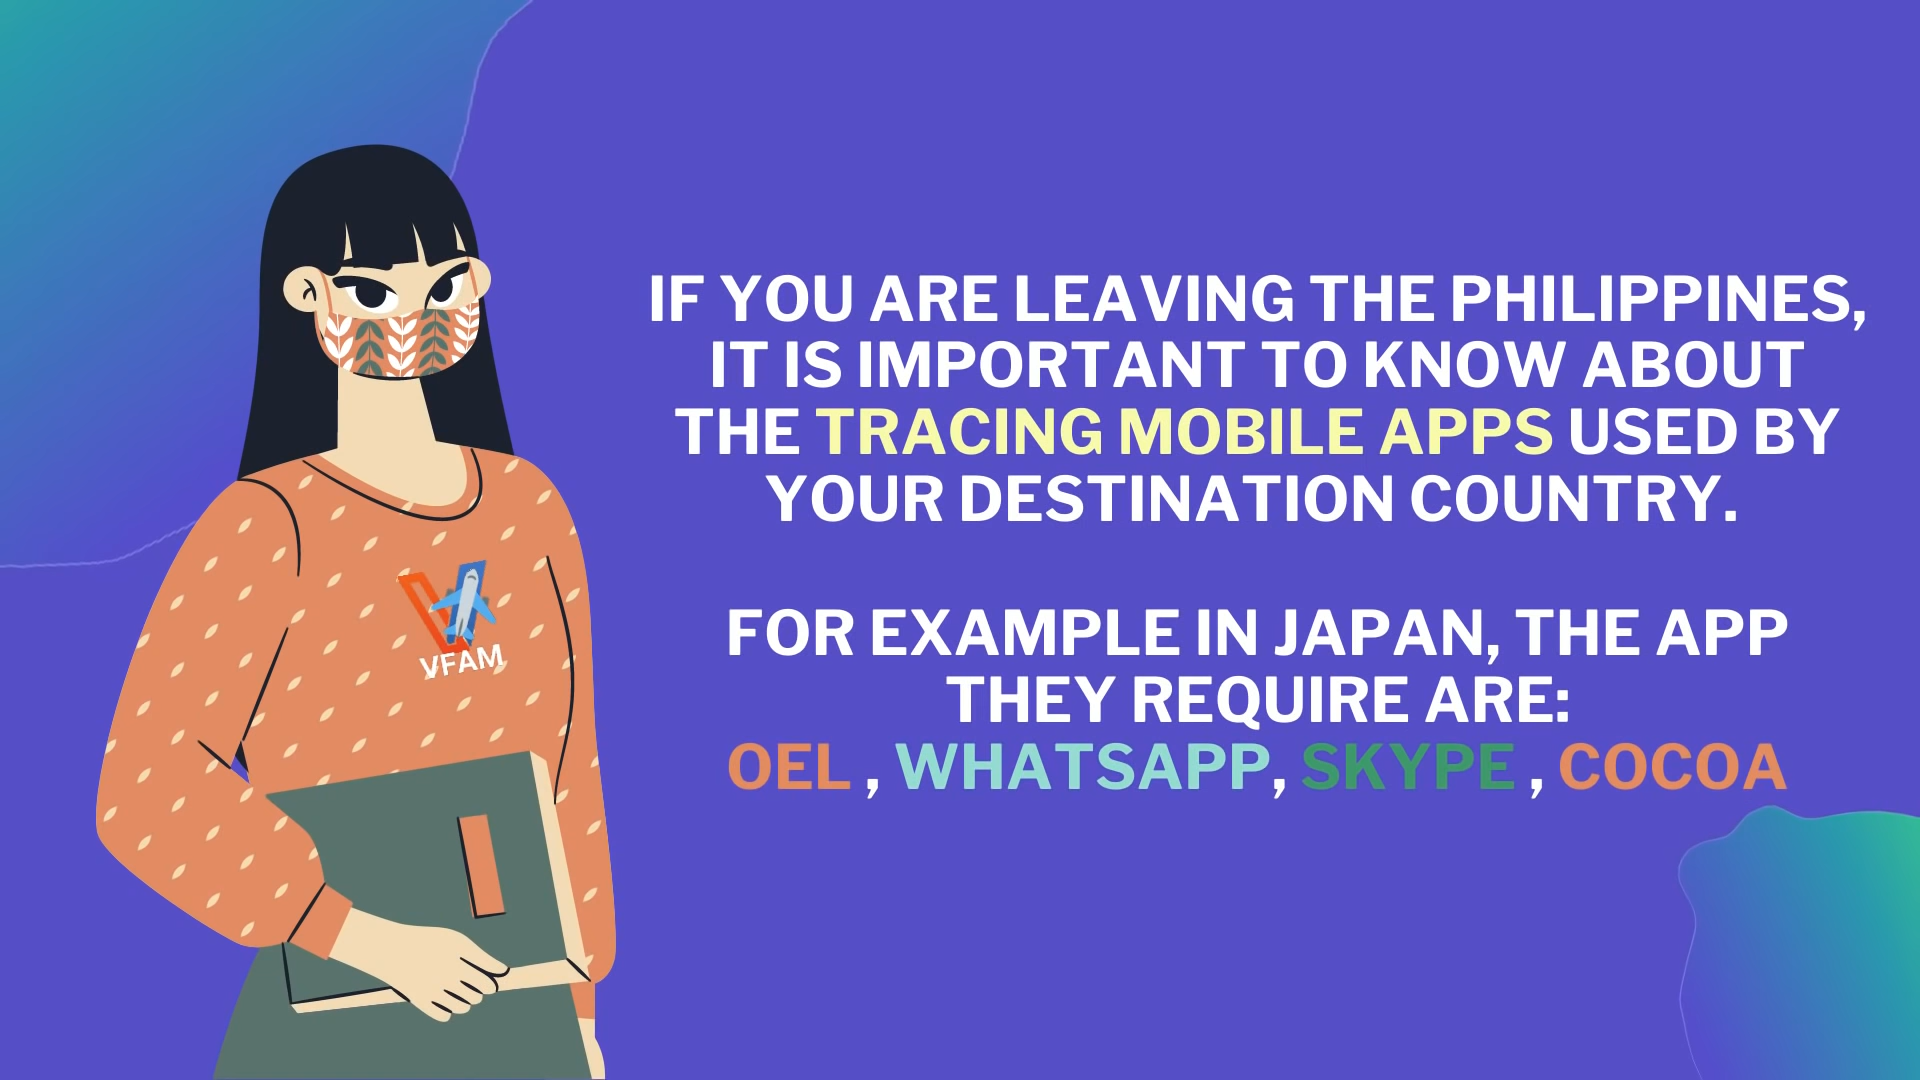 IF YOU ARE LEAVING THE PHILIPPINES,
IT IS IMPORTANT TO KNOW ABOUT
THE TRACING MOBILE APPS USED BY
YOUR DESTINATION COUNTRY.
FOR EXAMPLE IN JAPAN, THE APP
THEY REQUIRE ARE:
OEL , WHATSAPP, SKYPE , COCOA
VFAM